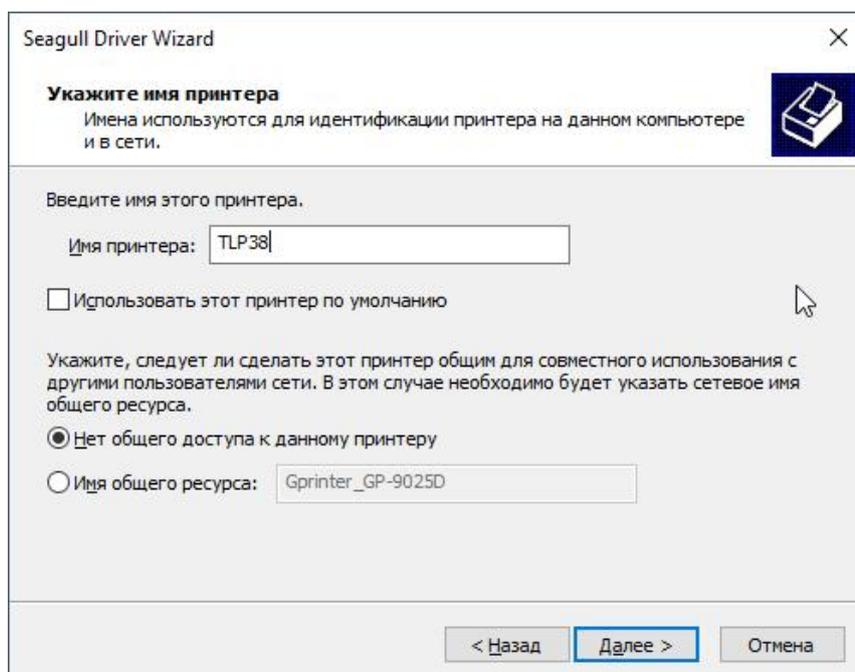 Seagull Driver Wizard
Укажите имя принтера
Имена используются для идентификации принтера на данном компьютере
и в сети.
Введите имя этого принтера.
Имя принтера: TLP38
Использовать этот принтер по умолчанию
Укажите, следует ли сделать этот принтер общим для совместного использования с
другими пользователями сети. В этом случае необходимо будет указать сетевое имя
общего ресурса.
Нет общего доступа к данному принтеру
Имя общего ресурса: Gprinter_GP-9025D
< Назад Далее > Отмена